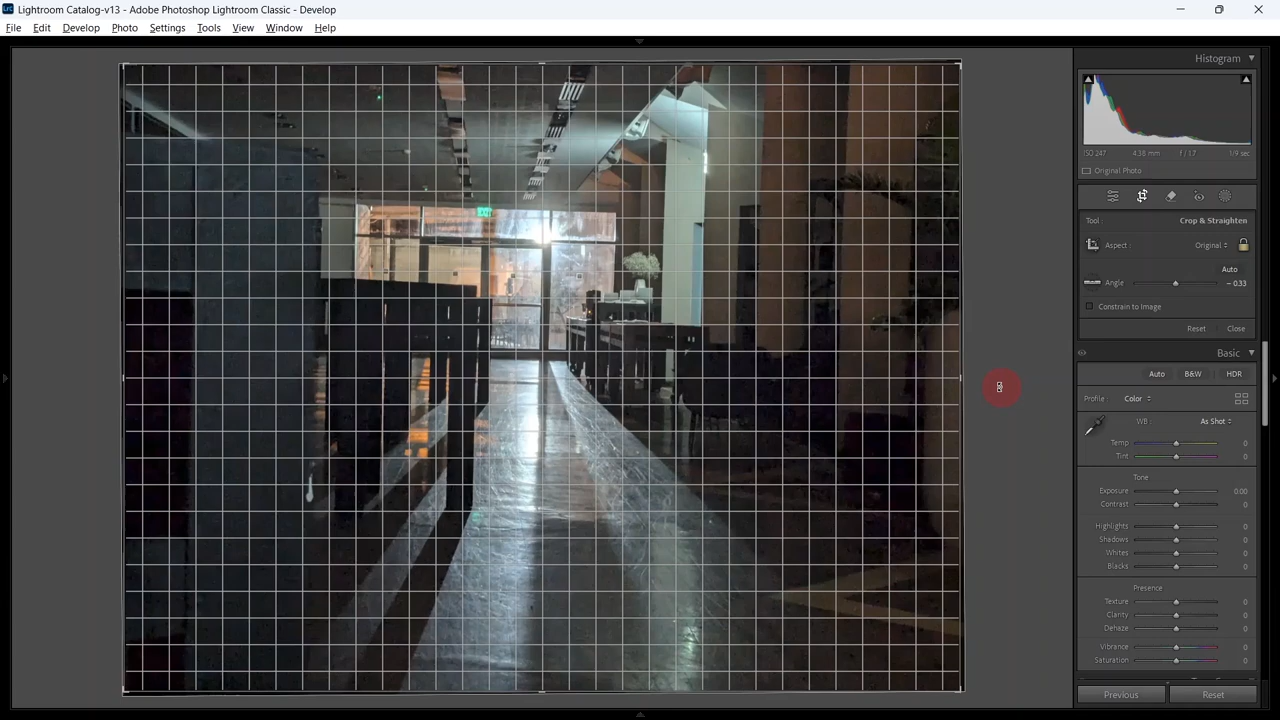 Lightroom Catalog-v13 - Adobe Photoshop Lightroom Classic - Develop
File Edit Develop Photo Settings Tools View Window Help
Histogram
ISO 247 4.38 mm f / 1.7 1/9 sec
Original Photo
Tool : Crop & Straighten
Aspect : Original
Auto
Angle - 0.33
Constrain to Image
Reset Close
Basic
Auto B&W HDR
Profile : Color
WB : As Shot
Temp 0
Tint 0
Tone
Exposure 0.00
Contrast 0
Highlights 0
Shadows 0
Whites 0
Blacks 0
Presence
Texture 0
Clarity 0
Dehaze 0
Vibrance 0
Saturation 0
Previous Reset